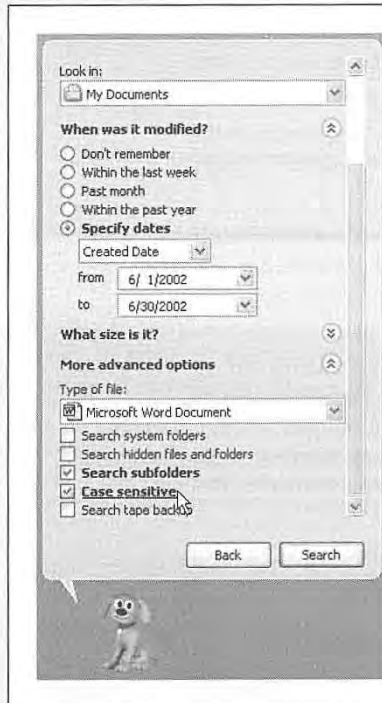 Look in:
My Documents
When was it modified?
Don't remember
Within the last week
Past month
Within the past year
Specify dates
Created Date
from 6/ 1/2002
to 6/30/2002
What size is it?
More advanced options
Type of file:
Microsoft Word Document
Search system folders
Search hidden files and folders
Search subfolders
Case sensitive
Search tape backup
Back Search